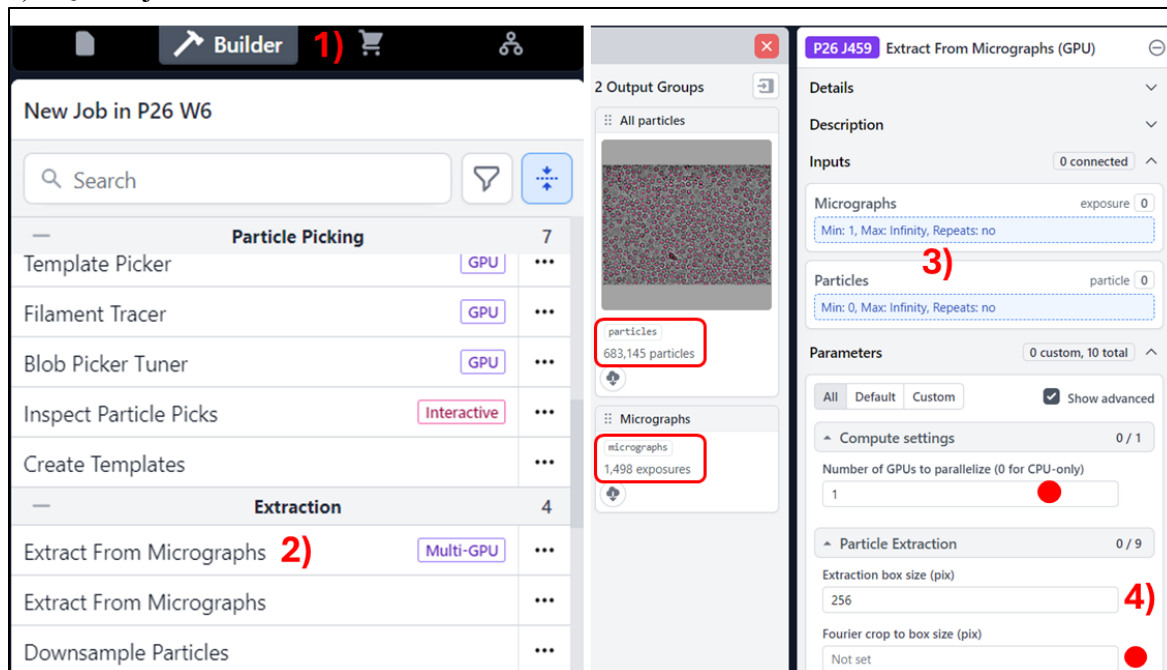 Builder 1)
New Job in P26 W6
Search
— Particle Picking 7
Template Picker GPU ...
Filament Tracer GPU ...
Blob Picker Tuner GPU ...
Inspect Particle Picks Interactive ...
Create Templates ...
— Extraction 4
Extract From Micrographs 2) Multi-GPU ...
Extract From Micrographs ...
Downsample Particles ...
2 Output Groups
All particles
particles
683,145 particles
Micrographs
micrographs
1,498 exposures
P26 J459 Extract From Micrographs (GPU)
Details
Description
Inputs 0 connected
Micrographs exposure 0
Min: 1, Max: Infinity, Repeats: no
3)
Particles particle 0
Min: 0, Max: Infinity, Repeats: no
Parameters 0 custom, 10 total
All Default Custom Show advanced
Compute settings 0 / 1
Number of GPUs to parallelize (0 for CPU-only)
1
Particle Extraction 0 / 9
Extraction box size (pix)
256 4)
Fourier crop to box size (pix)
Not set